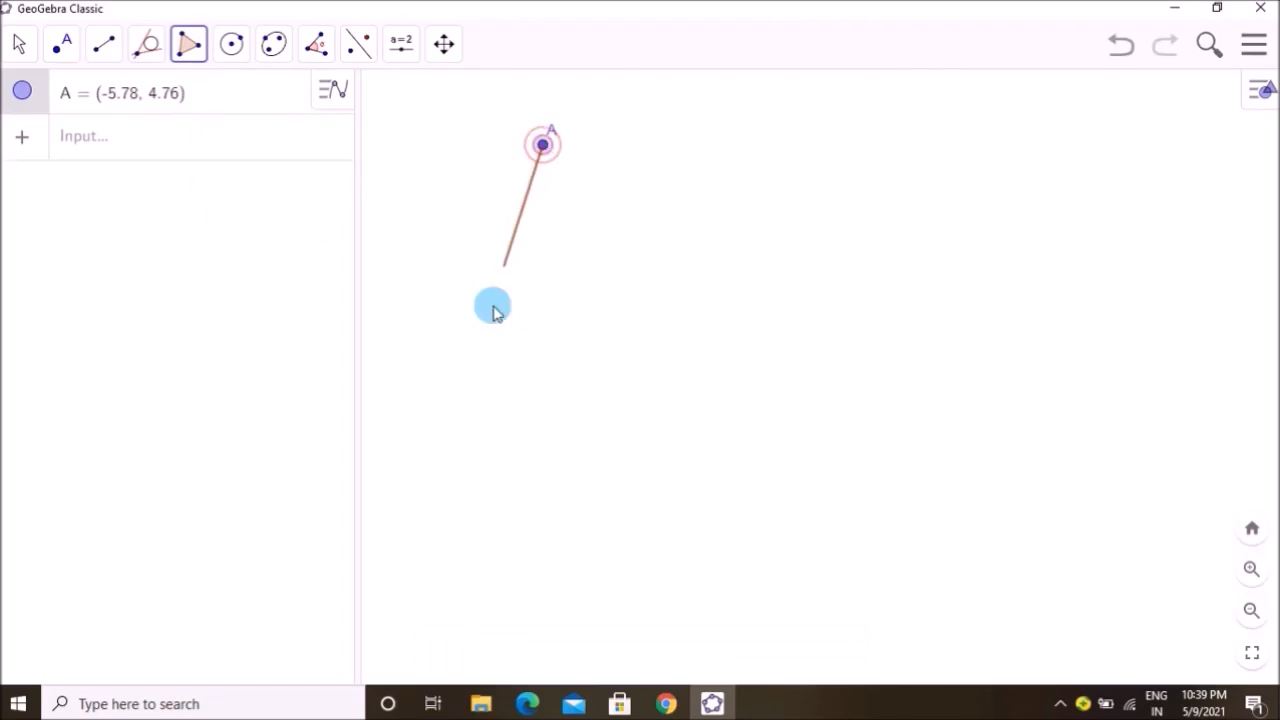 GeoGebra Classic
A
a=2
A = (-5.78, 4.76)
Input...
A
Type here to search
ENG
IN
10:39 PM
5/9/2021
1